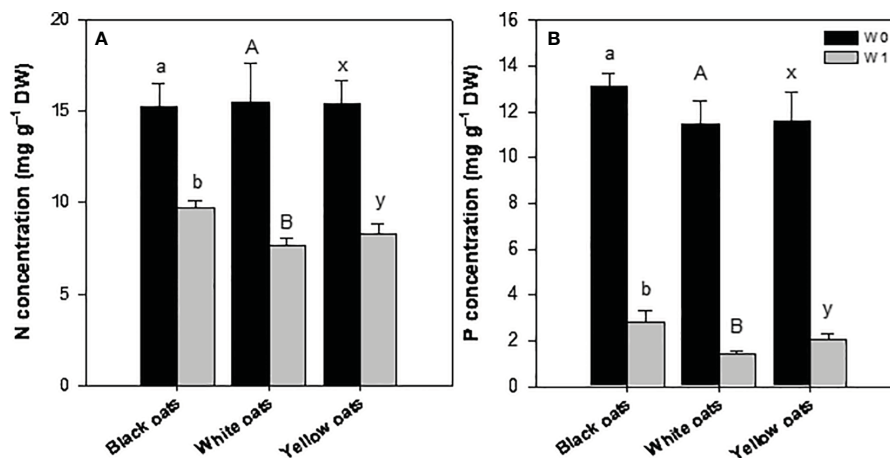 A
N concentration (mg g⁻¹ DW)
20
15
10
5
0
a
b
A
B
x
y
Black oats
White oats
Yellow oats
B
P concentration (mg g⁻¹ DW)
16
14
12
10
8
6
4
2
0
a
b
A
B
x
y
W0
W1
Black oats
White oats
Yellow oats